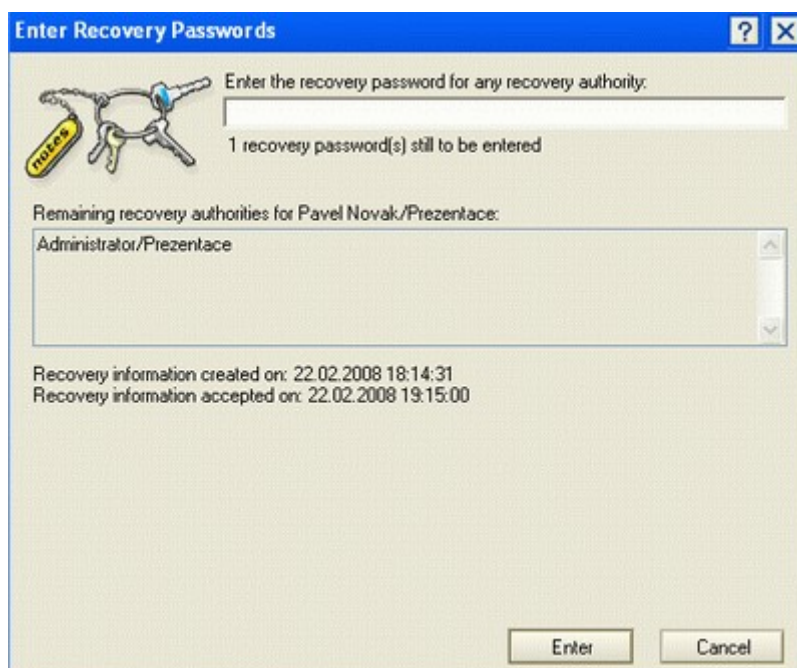 Enter Recovery Passwords
Enter the recovery password for any recovery authority:
1 recovery password(s) still to be entered
notes
Remaining recovery authorities for Pavel Novak/Prezentace:
Administrator/Prezentace
Recovery information created on: 22.02.2008 18:14:31
Recovery information accepted on: 22.02.2008 19:15:00
Enter
Cancel